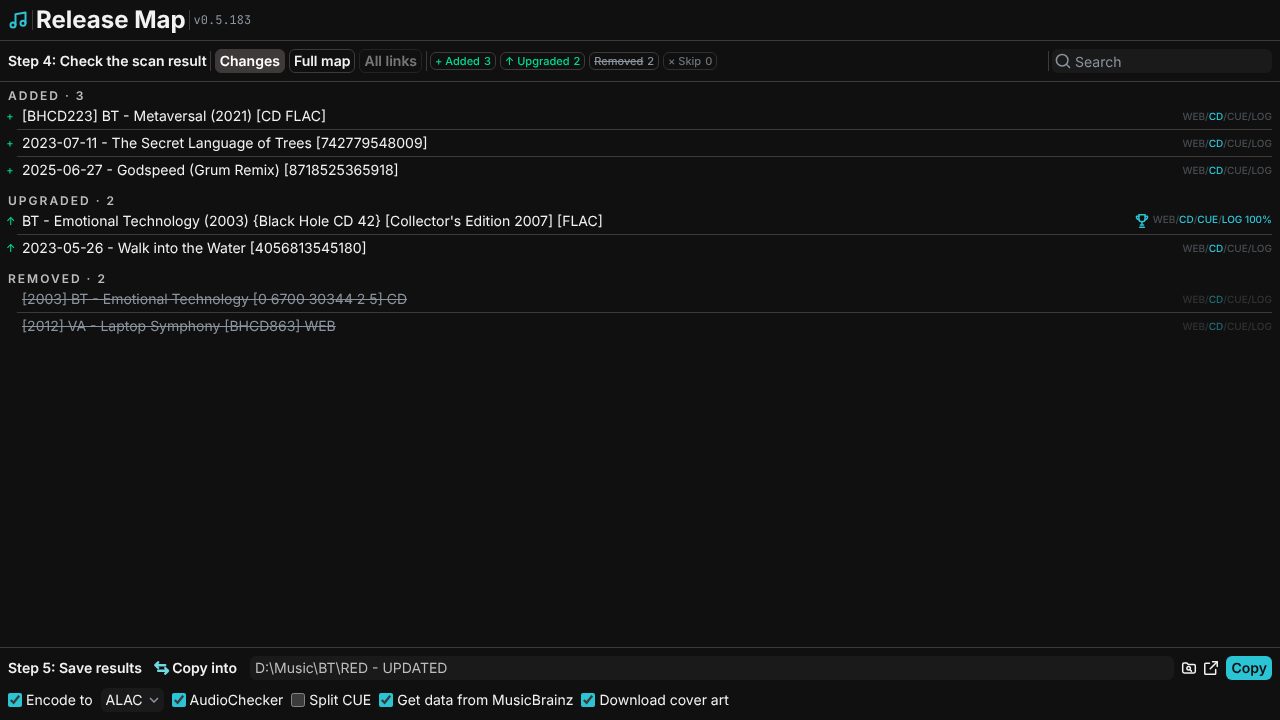 Release Map v0.5.183
Step 4: Check the scan result Changes Full map All links + Added 3 ↑ Upgraded 2 Removed 2 × Skip 0 Search
ADDED · 3
+ [BHCD223] BT - Metaversal (2021) [CD FLAC] WEB/CD/CUE/LOG
+ 2023-07-11 - The Secret Language of Trees [742779548009] WEB/CD/CUE/LOG
+ 2025-06-27 - Godspeed (Grum Remix) [8718525365918] WEB/CD/CUE/LOG
UPGRADED · 2
↑ BT - Emotional Technology (2003) {Black Hole CD 42} [Collector's Edition 2007] [FLAC] WEB/CD/CUE/LOG 100%
↑ 2023-05-26 - Walk into the Water [4056813545180] WEB/CD/CUE/LOG
REMOVED · 2
[2003] BT - Emotional Technology [0 6700 30344 2 5] CD WEB/CD/CUE/LOG
[2012] VA - Laptop Symphony [BHCD863] WEB WEB/CD/CUE/LOG
Step 5: Save results Copy into D:\Music\BT\RED - UPDATED Copy
Encode to ALAC AudioChecker Split CUE Get data from MusicBrainz Download cover art